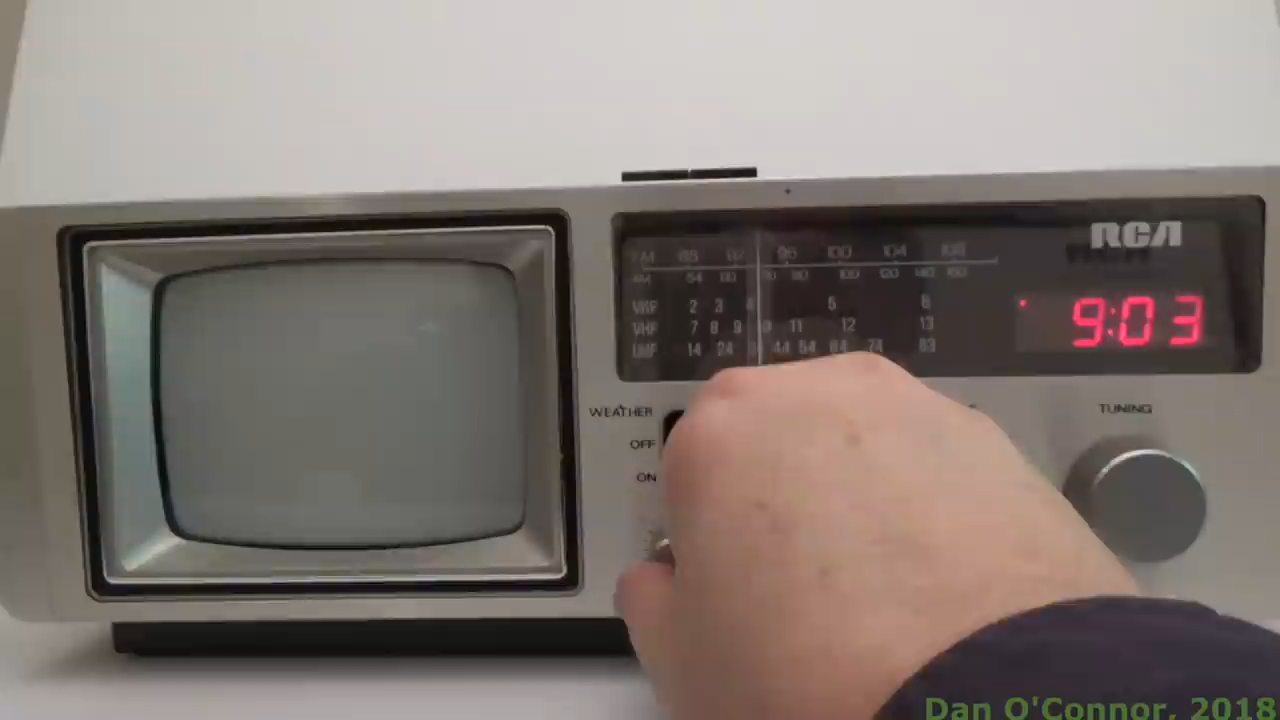 RCA
FM 88 92 96 100 104 108
AM 54 60 70 80 100 120 140 160
VHF 2 3 4 5 6
VHF 7 8 9 11 12 13
UHF 14 24 44 54 64 74 83
9:03
WEATHER
OFF
ON
TUNING
Dan O'Connor, 2018